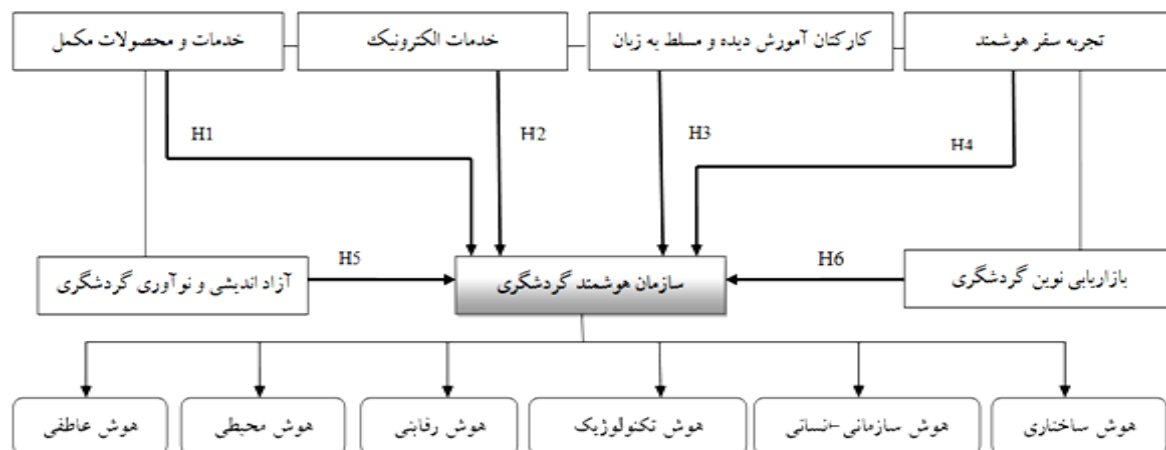 تجربه سفر هوشمند
کارکنان آموزش دیده و مسلط به زبان
خدمات الکترونیک
خدمات و محصولات مکمل
H1
H2
H3
H4
بازاریابی نوین گردشگری
H6
سازمان هوشمند گردشگری
H5
آزاد اندیشی و نوآوری گردشگری
هوش ساختاری
هوش سازمانی-انسانی
هوش تکنولوژیک
هوش رقابتی
هوش محیطی
هوش عاطفی